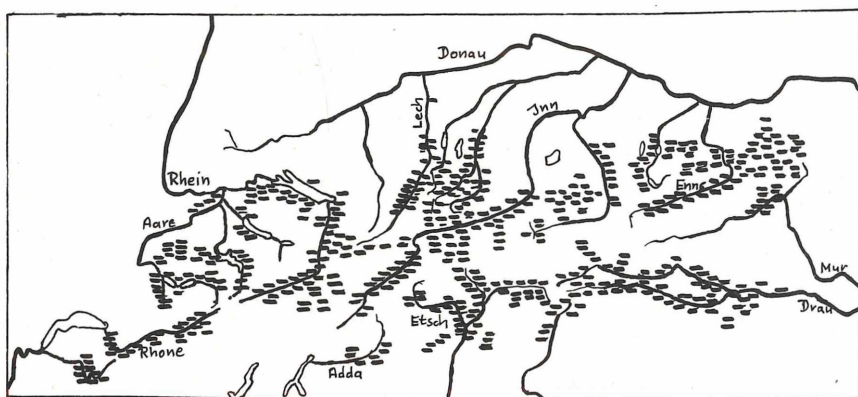 Donau
Lech
Jnn
Rhein
Enns
Aare
Mur
Etsch
Drau
Rhone
Adda